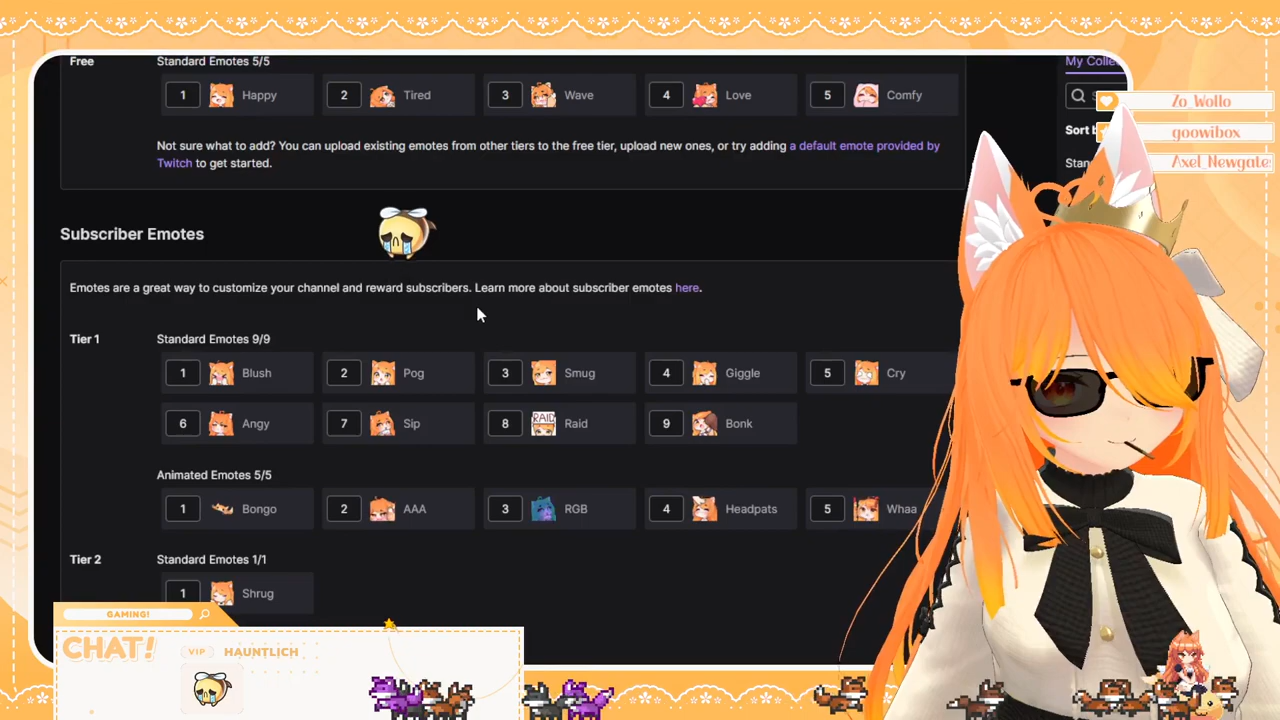 Free
Standard Emotes 5/5
1 Happy
2 Tired
3 Wave
4 Love
5 Comfy
Not sure what to add? You can upload existing emotes from other tiers to the free tier, upload new ones, or try adding a default emote provided by
Twitch to get started.
Subscriber Emotes
Emotes are a great way to customize your channel and reward subscribers. Learn more about subscriber emotes here.
Tier 1
Standard Emotes 9/9
1 Blush
2 Pog
3 Smug
4 Giggle
5 Cry
6 Angy
7 Sip
8 RAID Raid
9 Bonk
Animated Emotes 5/5
1 Bongo
2 AAA
3 RGB
4 Headpats
5 Whaa
Tier 2
Standard Emotes 1/1
1 Shrug
My Colle
Sort b
Stan
Zo_Wollo
goowibox
Axel_Newgate
GAMING!
CHAT!
VIP
HAUNTLICH